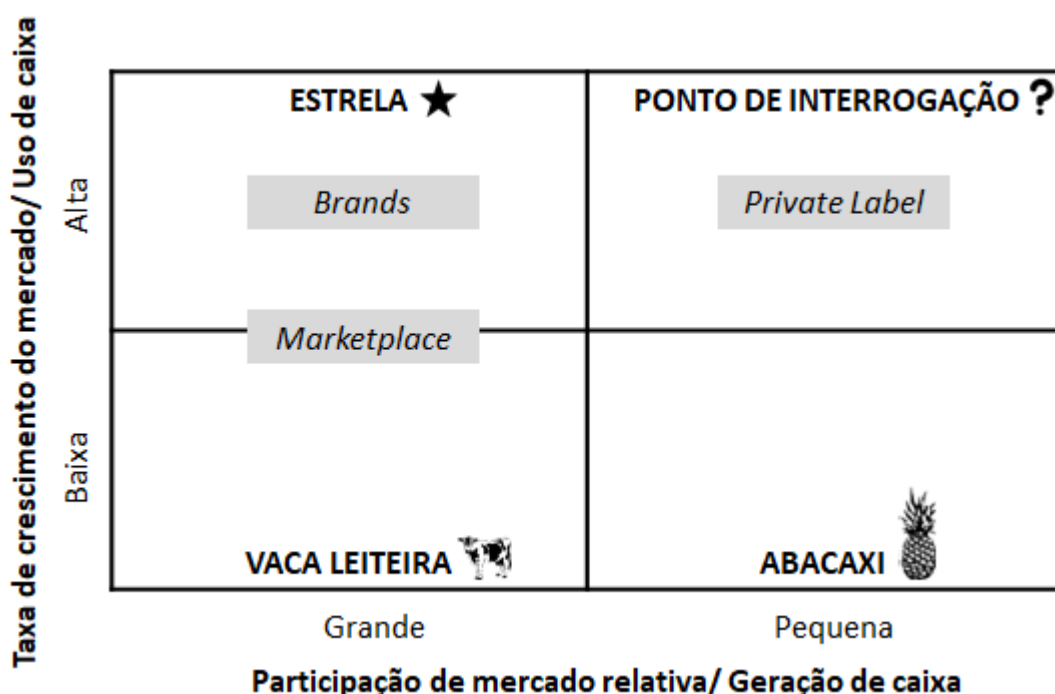 Taxa de crescimento do mercado/ Uso de caixa
Alta
Baixa
ESTRELA
PONTO DE INTERROGAÇÃO ?
Brands
Private Label
Marketplace
VACA LEITEIRA
ABACAXI
Grande
Pequena
Participação de mercado relativa/ Geração de caixa